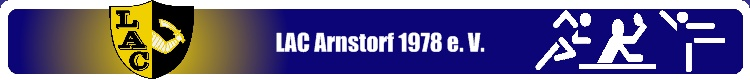 LAC
LAC Arnstorf 1978 e. V.